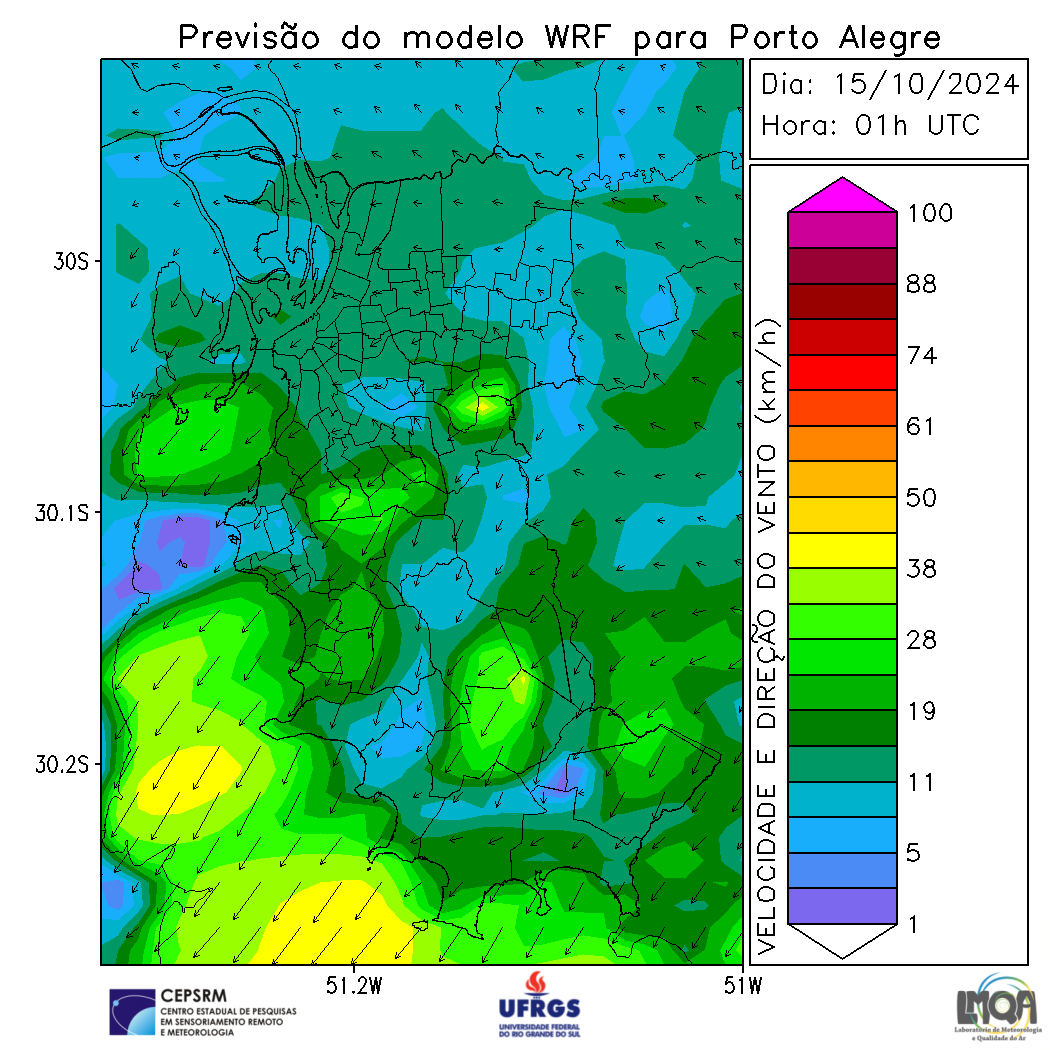 Previsão do modelo WRF para Porto Alegre
Dia: 15/10/2024
Hora: 01h UTC
30S
30.1S
30.2S
51.2W
51W
VELOCIDADE E DIREÇÃO DO VENTO (km/h)
100
88
74
61
50
38
28
19
11
5
1
CEPSRM
CENTRO ESTADUAL DE PESQUISAS
EM SENSORIAMENTO REMOTO
E METEOROLOGIA
UFRGS
UNIVERSIDADE FEDERAL
DO RIO GRANDE DO SUL
LMQA
Laboratório de Meteorologia
e Qualidade do Ar